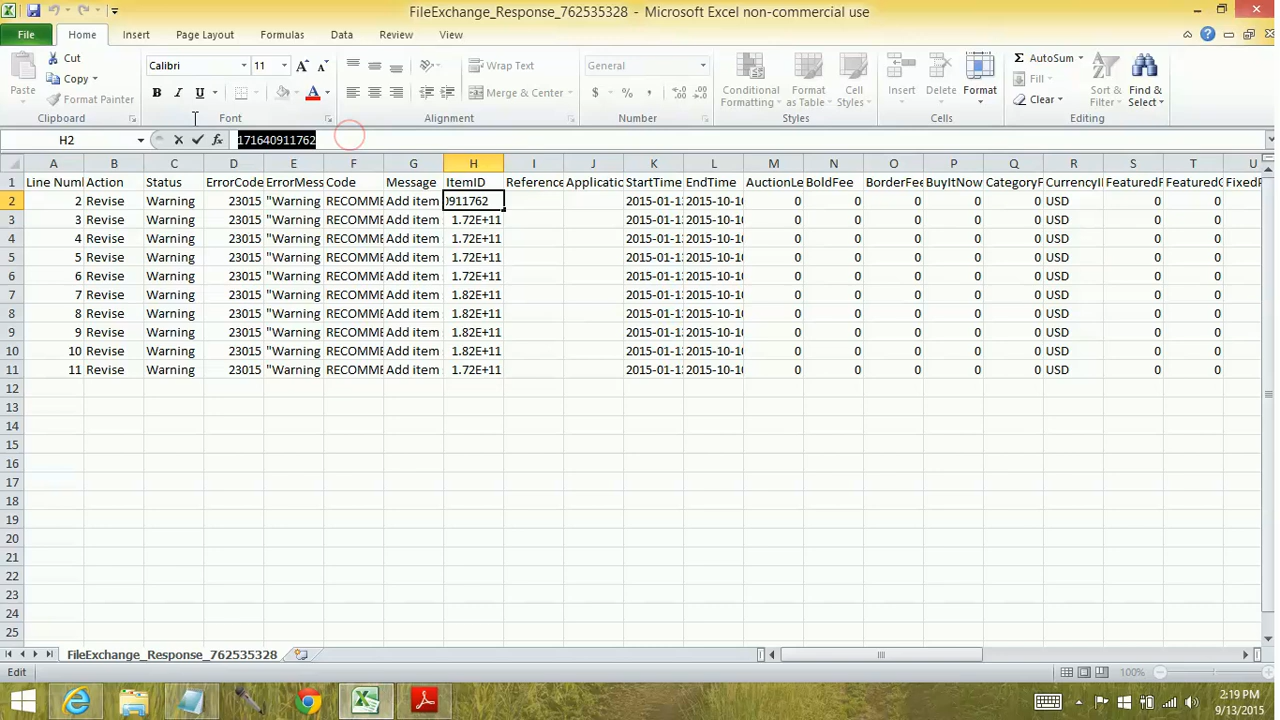 FileExchange_Response_762535328 - Microsoft Excel non-commercial use
File Home Insert Page Layout Formulas Data Review View
Paste Cut Copy Format Painter Clipboard
Calibri 11 Font
Wrap Text Merge & Center Alignment
General Number
Conditional Formatting Format as Table Cell Styles Styles
Insert Delete Format Cells
AutoSum Fill Clear Sort & Filter Find & Select Editing
H2 fx 171640911762
A B C D E F G H I J K L M N O P Q R S T U
1 Line Num Action Status ErrorCode ErrorMess Code Message ItemID Reference Applicatio StartTime EndTime AuctionLe BoldFee BorderFee BuyItNow CategoryF CurrencyI FeaturedF Featured FixedP
2 2 Revise Warning 23015 "Warning RECOMME Add item 911762 2015-01-1 2015-10-10 0 0 0 0 0 USD 0 0
3 3 Revise Warning 23015 "Warning RECOMME Add item 1.72E+11 2015-01-1 2015-10-10 0 0 0 0 0 USD 0 0
4 4 Revise Warning 23015 "Warning RECOMME Add item 1.72E+11 2015-01-1 2015-10-10 0 0 0 0 0 USD 0 0
5 5 Revise Warning 23015 "Warning RECOMME Add item 1.72E+11 2015-01-1 2015-10-10 0 0 0 0 0 USD 0 0
6 6 Revise Warning 23015 "Warning RECOMME Add item 1.72E+11 2015-01-1 2015-10-10 0 0 0 0 0 USD 0 0
7 7 Revise Warning 23015 "Warning RECOMME Add item 1.82E+11 2015-01-1 2015-10-10 0 0 0 0 0 USD 0 0
8 8 Revise Warning 23015 "Warning RECOMME Add item 1.82E+11 2015-01-1 2015-10-10 0 0 0 0 0 USD 0 0
9 9 Revise Warning 23015 "Warning RECOMME Add item 1.82E+11 2015-01-1 2015-10-10 0 0 0 0 0 USD 0 0
10 10 Revise Warning 23015 "Warning RECOMME Add item 1.82E+11 2015-01-1 2015-10-10 0 0 0 0 0 USD 0 0
11 11 Revise Warning 23015 "Warning RECOMME Add item 1.72E+11 2015-01-1 2015-10-10 0 0 0 0 0 USD 0 0
12
13
14
15
16
17
18
19
20
21
22
23
24
25
FileExchange_Response_762535328
Edit 100%
2:19 PM
9/13/2015